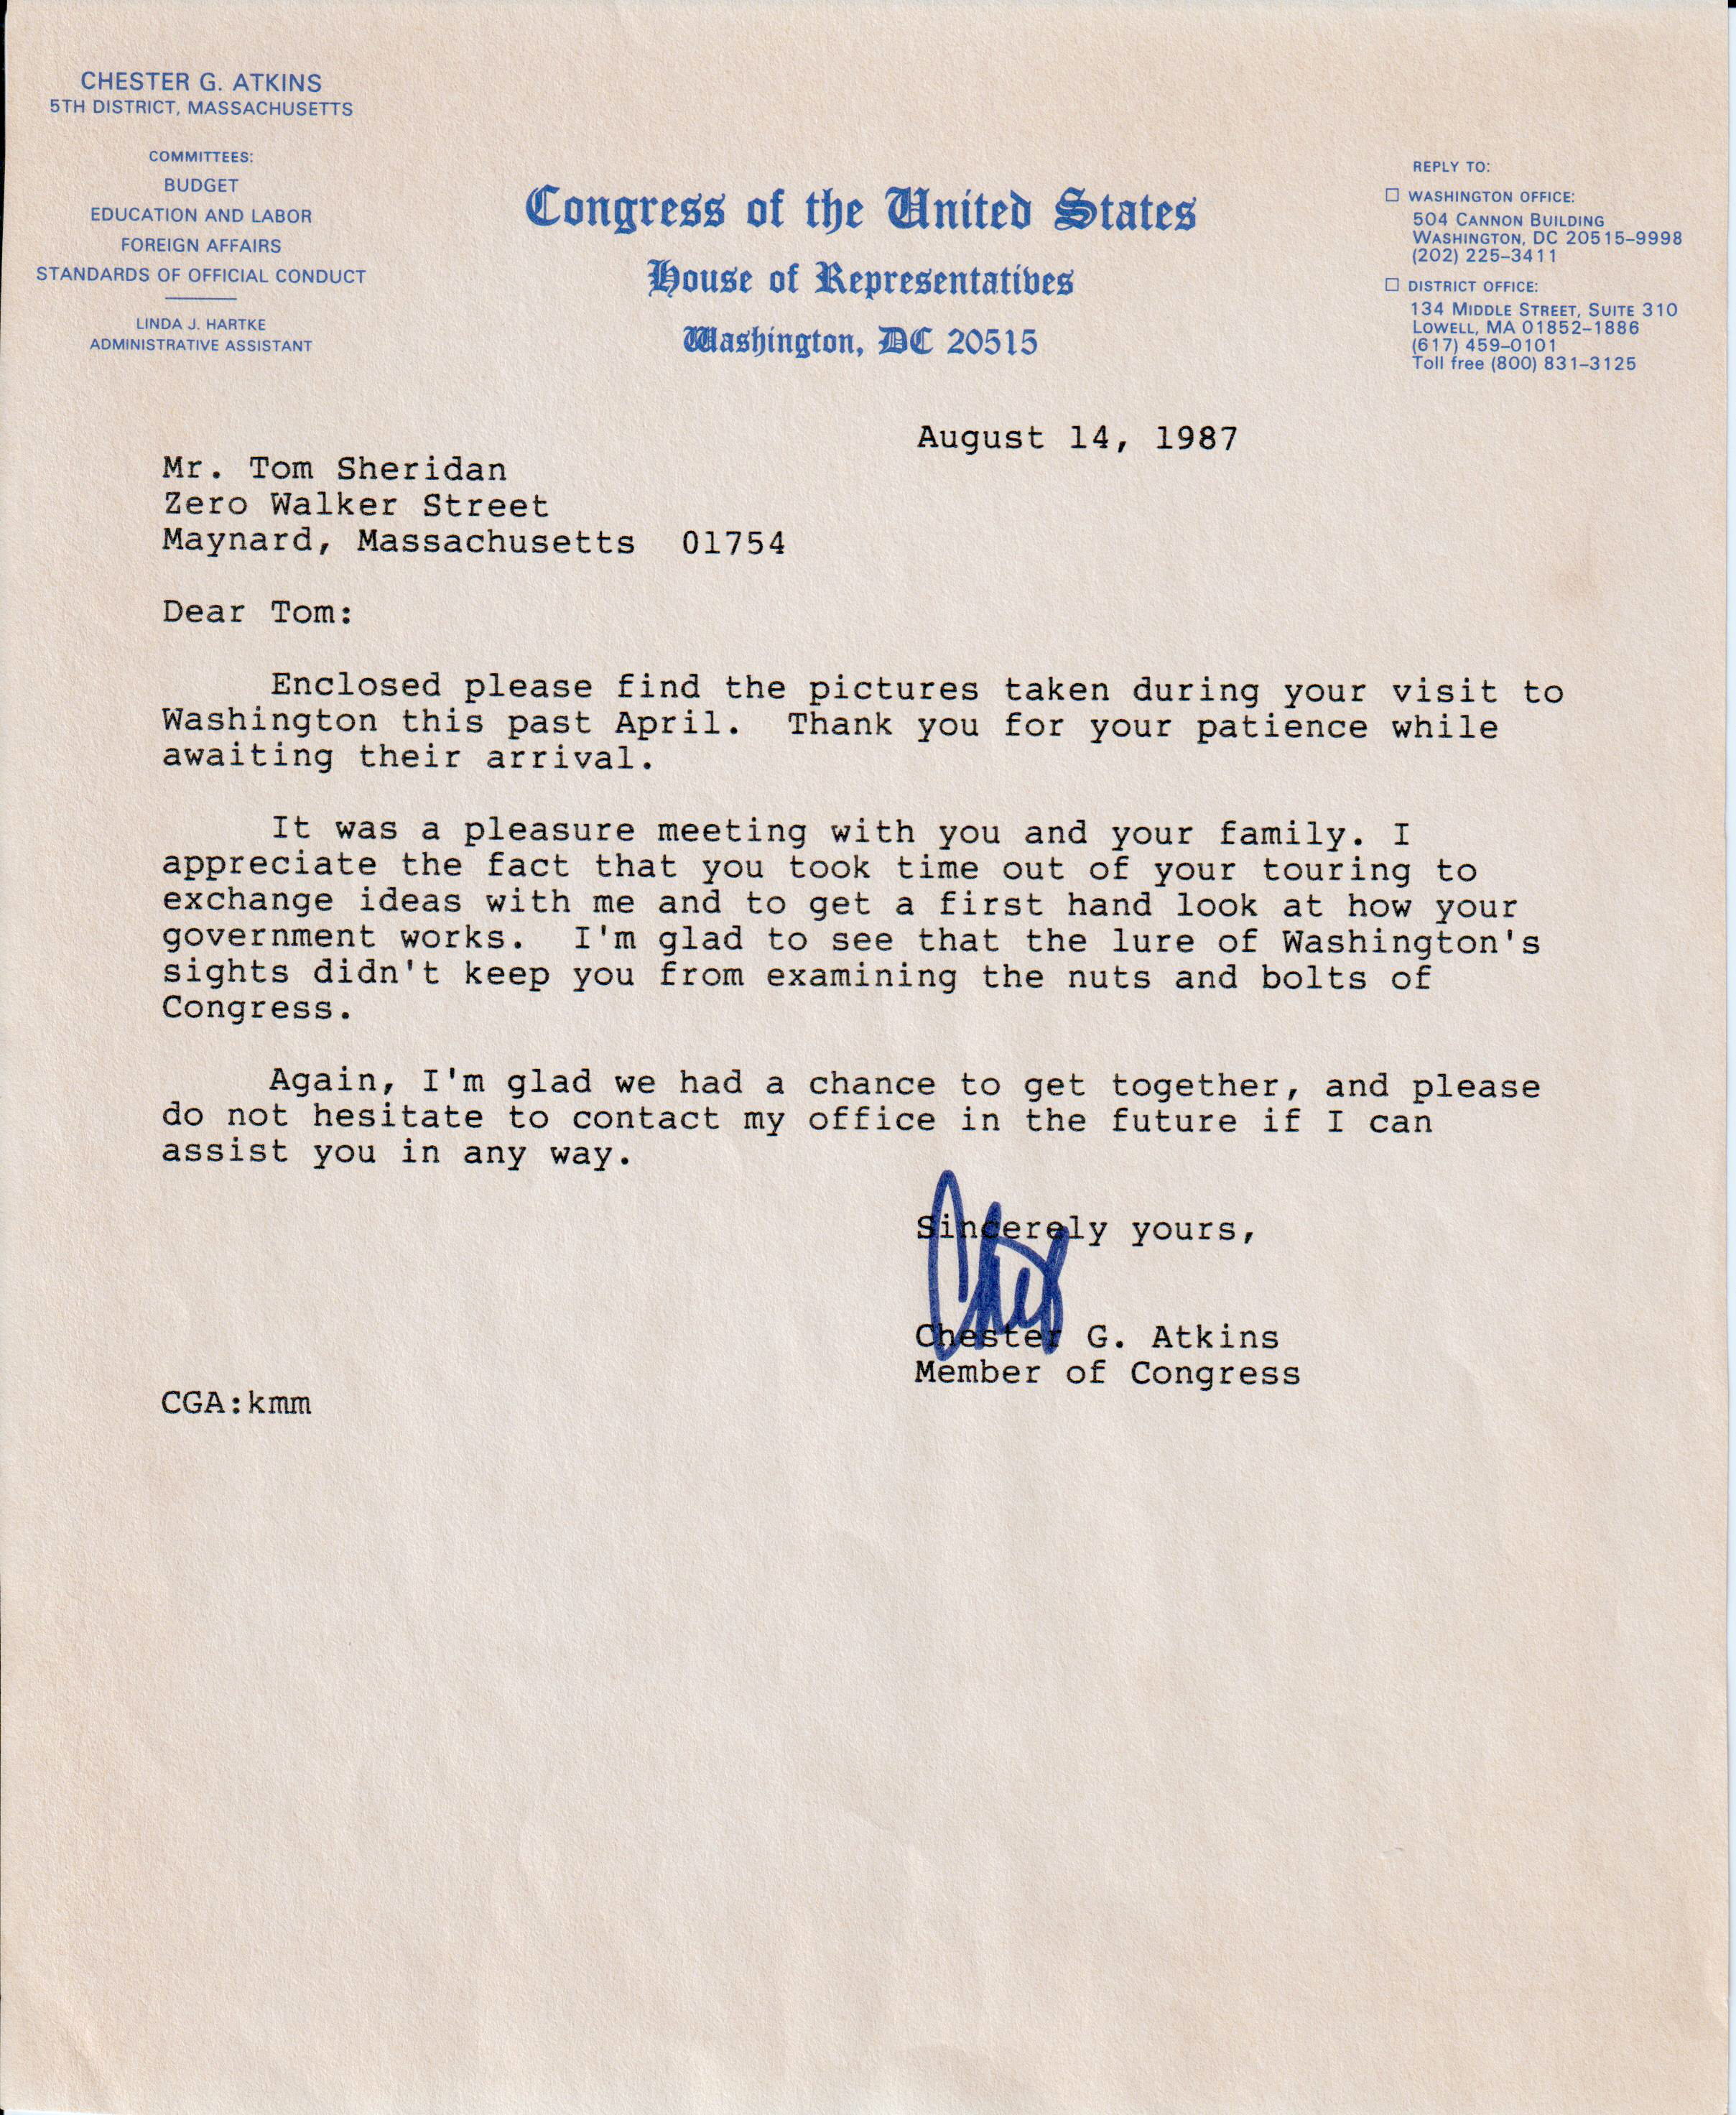 CHESTER G. ATKINS
5TH DISTRICT, MASSACHUSETTS
COMMITTEES:
BUDGET
EDUCATION AND LABOR
FOREIGN AFFAIRS
STANDARDS OF OFFICIAL CONDUCT
LINDA J. HARTKE
ADMINISTRATIVE ASSISTANT
Congress of the United States
House of Representatives
Washington, DC 20515
REPLY TO:
☐ WASHINGTON OFFICE:
504 CANNON BUILDING
WASHINGTON, DC 20515–9998
(202) 225–3411
☐ DISTRICT OFFICE:
134 MIDDLE STREET, SUITE 310
LOWELL, MA 01852–1886
(617) 459–0101
Toll free (800) 831–3125
August 14, 1987
Mr. Tom Sheridan
Zero Walker Street
Maynard, Massachusetts  01754
Dear Tom:
Enclosed please find the pictures taken during your visit to
Washington this past April.  Thank you for your patience while
awaiting their arrival.
It was a pleasure meeting with you and your family. I
appreciate the fact that you took time out of your touring to
exchange ideas with me and to get a first hand look at how your
government works.  I'm glad to see that the lure of Washington's
sights didn't keep you from examining the nuts and bolts of
Congress.
Again, I'm glad we had a chance to get together, and please
do not hesitate to contact my office in the future if I can
assist you in any way.
Sincerely yours,
Chet
Chester G. Atkins
Member of Congress
CGA:kmm